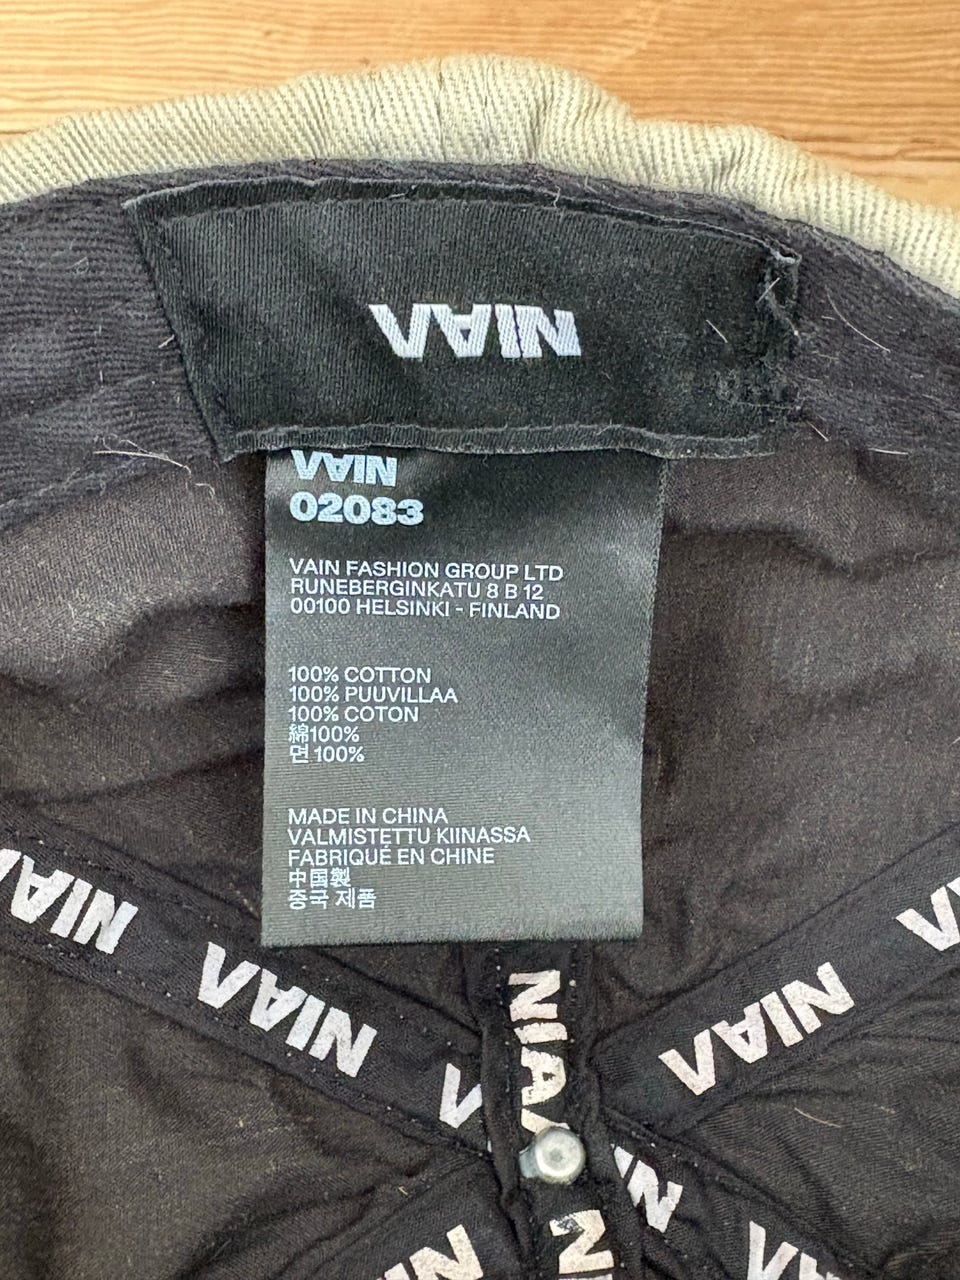 VAIN
VAIN
02083
VAIN FASHION GROUP LTD
RUNEBERGINKATU 8 B 12
00100 HELSINKI - FINLAND
100% COTTON
100% PUUVILLAA
100% COTON
綿100%
면 100%
MADE IN CHINA
VALMISTETTU KIINASSA
FABRIQUÉ EN CHINE
中国製
중국 제품
VAIN
VAIN
VAIN
VAIN